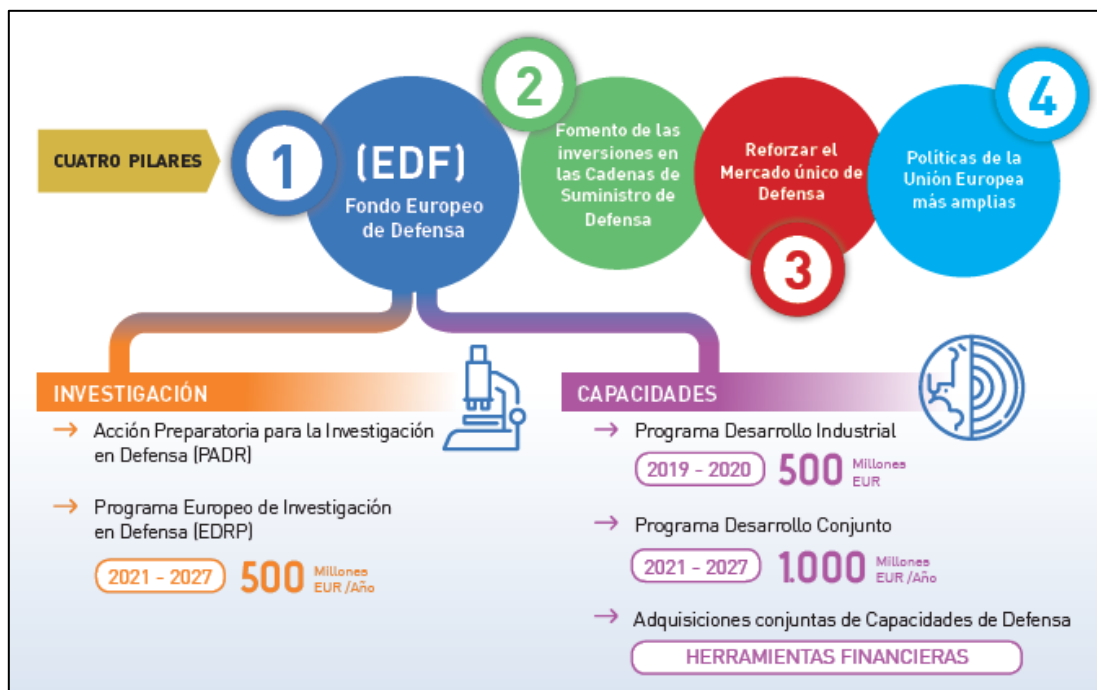 CUATRO PILARES
1
(EDF)
Fondo Europeo
de Defensa
2
Fomento de las
inversiones en
las Cadenas de
Suministro de
Defensa
Reforzar el
Mercado único de
Defensa
3
4
Políticas de la
Unión Europea
más amplias
INVESTIGACIÓN
→ Acción Preparatoria para la Investigación
en Defensa (PADR)
→ Programa Europeo de Investigación
en Defensa (EDRP)
2021 - 2027 500 Millones
EUR /Año
CAPACIDADES
→ Programa Desarrollo Industrial
2019 - 2020 500 Millones
EUR
→ Programa Desarrollo Conjunto
2021 - 2027 1.000 Millones
EUR /Año
→ Adquisiciones conjuntas de Capacidades de Defensa
HERRAMIENTAS FINANCIERAS